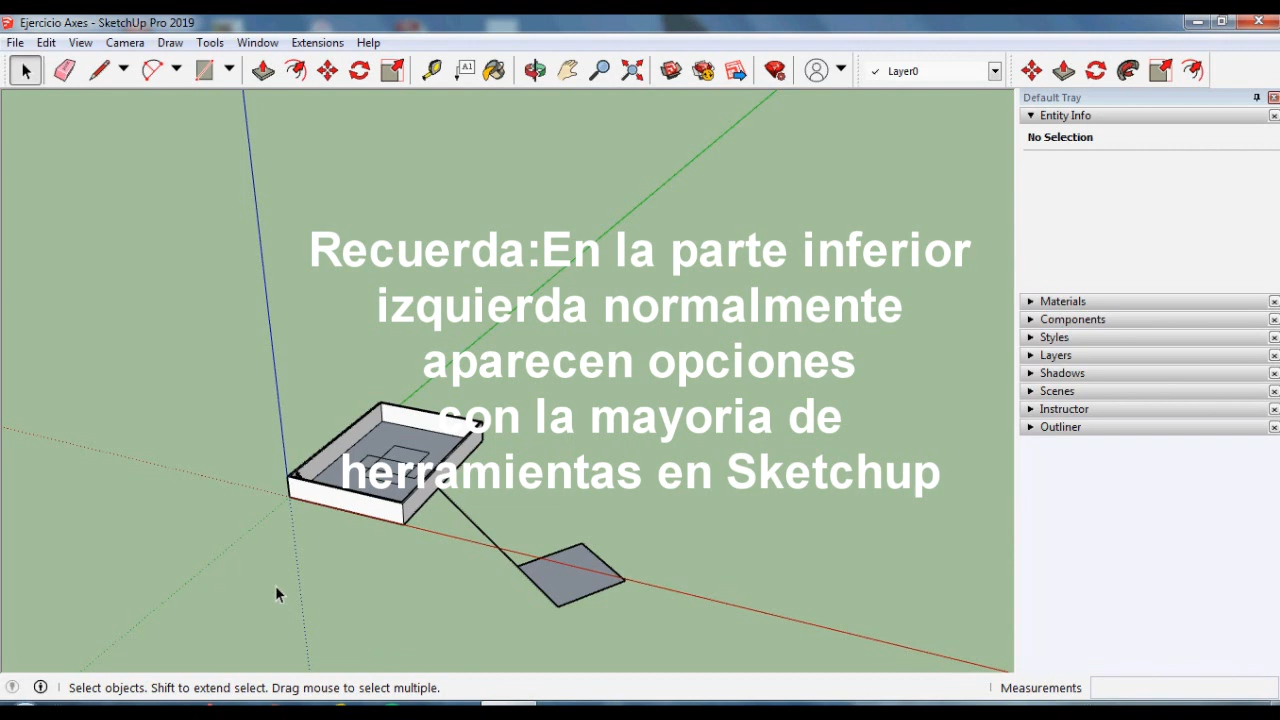 Ejercicio Axes - SketchUp Pro 2019
File Edit View Camera Draw Tools Window Extensions Help
A1
Layer0
Default Tray
Entity Info
No Selection
Recuerda:En la parte inferior
izquierda normalmente
aparecen opciones
con la mayoria de
herramientas en Sketchup
Materials
Components
Styles
Layers
Shadows
Scenes
Instructor
Outliner
Select objects. Shift to extend select. Drag mouse to select multiple.
Measurements